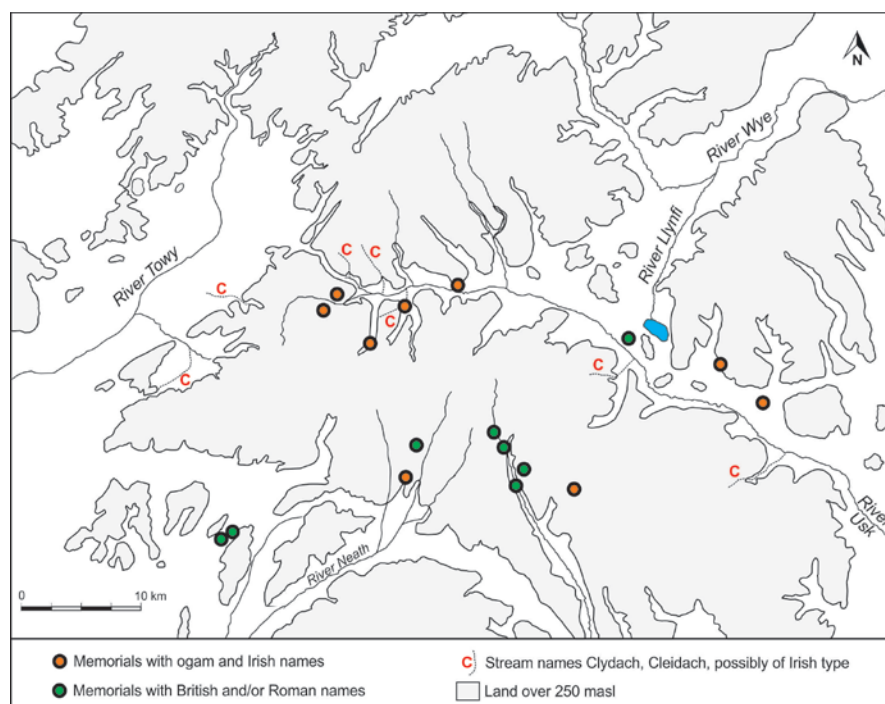 N
River Wye
River Llynfi
River Towy
C
C
C
C
C
C
C
River Usk
River Neath
0
10 km
Memorials with ogam and Irish names
C Stream names Clydach, Cleidach, possibly of Irish type
Memorials with British and/or Roman names
Land over 250 masl